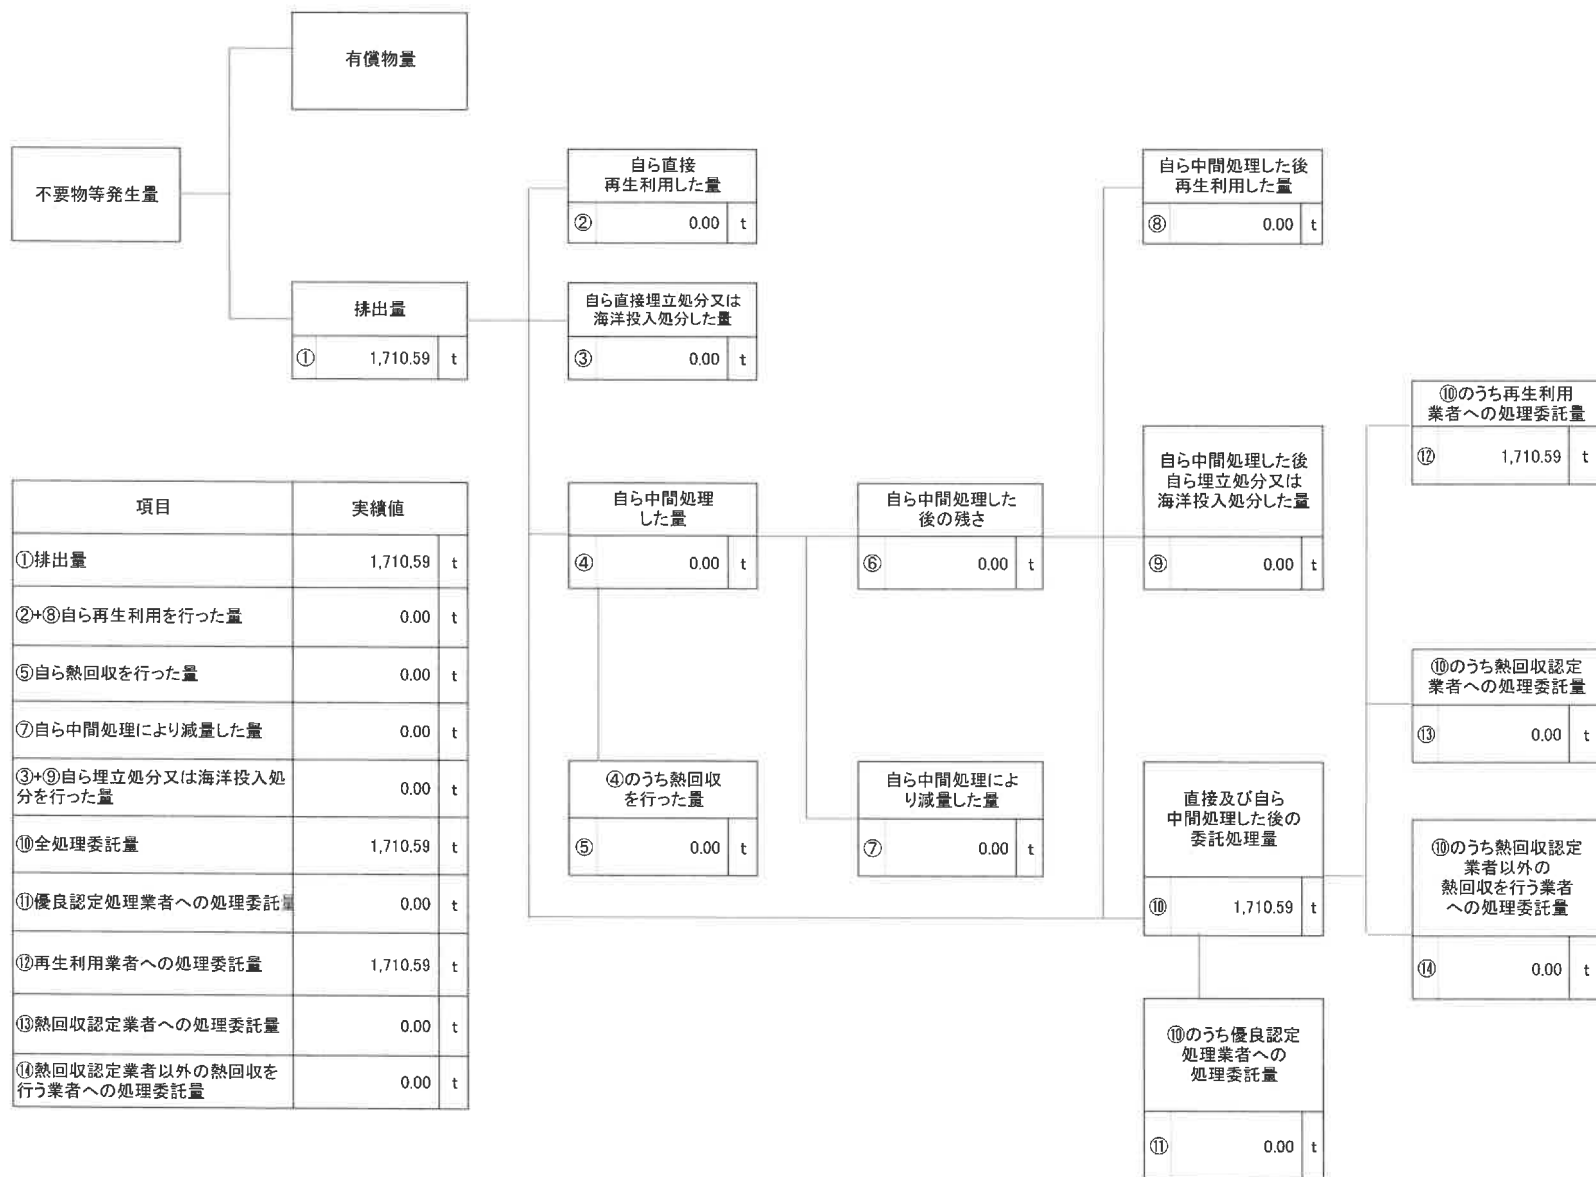 有償物量
不要物等発生量
排出量
① 1,710.59 t
自ら直接
再生利用した量
② 0.00 t
自ら直接埋立処分又は
海洋投入処分した量
③ 0.00 t
自ら中間処理した後
再生利用した量
⑧ 0.00 t
⑩のうち再生利用
業者への処理委託量
⑫ 1,710.59 t
自ら中間処理
した量
④ 0.00 t
自ら中間処理した
後の残さ
⑥ 0.00 t
自ら中間処理した後
自ら埋立処分又は
海洋投入処分した量
⑨ 0.00 t
⑩のうち熱回収認定
業者への処理委託量
⑬ 0.00 t
④のうち熱回収
を行った量
⑤ 0.00 t
自ら中間処理によ
り減量した量
⑦ 0.00 t
直接及び自ら
中間処理した後の
委託処理量
⑩ 1,710.59 t
⑩のうち熱回収認定
業者以外の
熱回収を行う業者
への処理委託量
⑭ 0.00 t
⑩のうち優良認定
処理業者への
処理委託量
⑪ 0.00 t
項目 実績値
①排出量 1,710.59 t
②+⑧自ら再生利用を行った量 0.00 t
⑤自ら熱回収を行った量 0.00 t
⑦自ら中間処理により減量した量 0.00 t
③+⑨自ら埋立処分又は海洋投入処
分を行った量 0.00 t
⑩全処理委託量 1,710.59 t
⑪優良認定処理業者への処理委託量 0.00 t
⑫再生利用業者への処理委託量 1,710.59 t
⑬熱回収認定業者への処理委託量 0.00 t
⑭熱回収認定業者以外の熱回収を
行う業者への処理委託量 0.00 t